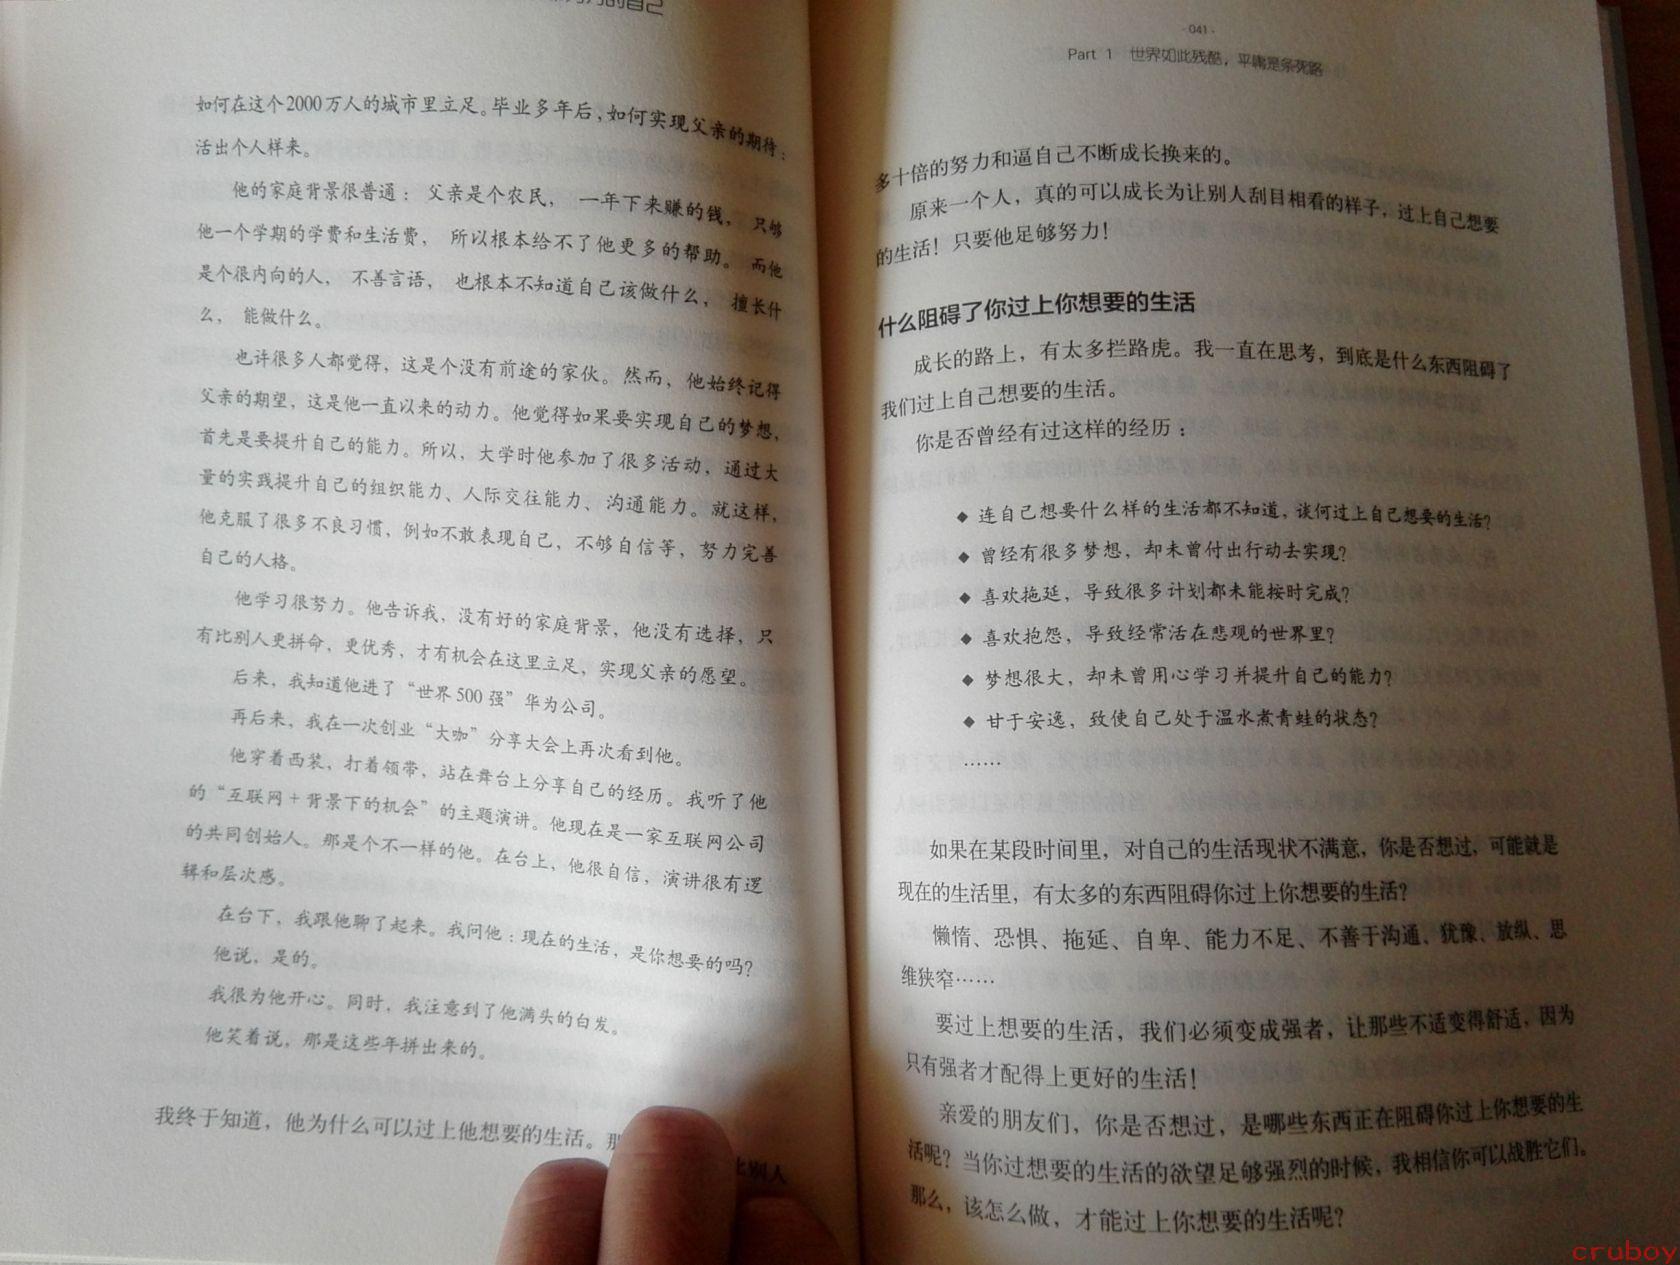 的自己
如何在这个2000万人的城市里立足。毕业多年后,如何实现父亲的期待:
活出个人样来。
他的家庭背景很普通: 父亲是个农民, 一年下来赚的钱, 只够
他一个学期的学费和生活费, 所以根本给不了他更多的帮助。 而他
是个很内向的人, 不善言语, 也根本不知道自己该做什么, 擅长什
么, 能做什么。
也许很多人都觉得,这是个没有前途的家伙。然而,他始终记得
父亲的期望,这是他一直以来的动力。他觉得如果要实现自己的梦想,
首先是要提升自己的能力。所以,大学时他参加了很多活动,通过大
量的实践提升自己的组织能力、人际交往能力、沟通能力。就这样,
他克服了很多不良习惯,例如不敢表现自己,不够自信等,努力完善
自己的人格。
他学习很努力。他告诉我,没有好的家庭背景,他没有选择,只
有比别人更拼命,更优秀,才有机会在这里立足,实现父亲的愿望。
后来,我知道他进了“世界500强”华为公司。
再后来,我在一次创业“大咖”分享大会上再次看到他。
他穿着西装,打着领带,站在舞台上分享自己的经历。我听了他
的“互联网+背景下的机会”的主题演讲。他现在是一家互联网公司
的共同创始人。那是个不一样的他。在台上,他很自信,演讲很有逻
辑和层次感。
在台下,我跟他聊了起来。我问他:现在的生活,是你想要的吗?
他说,是的。
我很为他开心。同时,我注意到了他满头的白发。
他笑着说,那是这些年拼出来的。
我终于知道,他为什么可以过上他想要的生活。那
比别人
·041·
Part 1 世界如此残酷,平庸是条死路
多十倍的努力和逼自己不断成长换来的。
原来一个人,真的可以成长为让别人刮目相看的样子,过上自己想要
的生活!只要他足够努力!
什么阻碍了你过上你想要的生活
成长的路上,有太多拦路虎。我一直在思考,到底是什么东西阻碍了
我们过上自己想要的生活。
你是否曾经有过这样的经历:
◆ 连自己想要什么样的生活都不知道,谈何过上自己想要的生活?
◆ 曾经有很多梦想,却未曾付出行动去实现?
◆ 喜欢拖延,导致很多计划都未能按时完成?
◆ 喜欢抱怨,导致经常活在悲观的世界里?
◆ 梦想很大,却未曾用心学习并提升自己的能力?
◆ 甘于安逸,致使自己处于温水煮青蛙的状态?
……
如果在某段时间里,对自己的生活现状不满意,你是否想过,可能就是
现在的生活里,有太多的东西阻碍你过上你想要的生活?
懒惰、恐惧、拖延、自卑、能力不足、不善于沟通、犹豫、放纵、思
维狭窄……
要过上想要的生活,我们必须变成强者,让那些不适变得舒适,因为
只有强者才配得上更好的生活!
亲爱的朋友们,你是否想过,是哪些东西正在阻碍你过上你想要的生
活呢?当你过想要的生活的欲望足够强烈的时候,我相信你可以战胜它们。
那么,该怎么做,才能过上你想要的生活呢?
cruboy